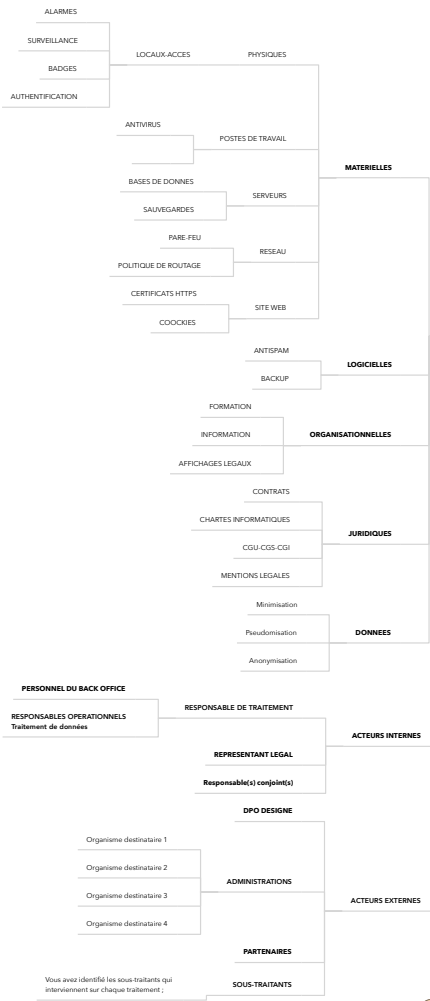 ALARMES
SURVEILLANCE
BADGES
AUTHENTIFICATION
LOCAUX-ACCES
PHYSIQUES
ANTIVIRUS
POSTES DE TRAVAIL
MATERIELLES
BASES DE DONNES
SAUVEGARDES
SERVEURS
PARE-FEU
POLITIQUE DE ROUTAGE
RESEAU
CERTIFICATS HTTPS
COOCKIES
SITE WEB
ANTISPAM
BACKUP
LOGICIELLES
FORMATION
INFORMATION
AFFICHAGES LEGAUX
ORGANISATIONNELLES
CONTRATS
CHARTES INFORMATIQUES
CGU-CGS-CGI
MENTIONS LEGALES
JURIDIQUES
Minimisation
Pseudomisation
Anonymisation
DONNEES
PERSONNEL DU BACK OFFICE
RESPONSABLES OPERATIONNELS
Traitement de données
RESPONSABLE DE TRAITEMENT
REPRESENTANT LEGAL
Responsable(s) conjoint(s)
ACTEURS INTERNES
DPO DESIGNE
Organisme destinataire 1
Organisme destinataire 2
Organisme destinataire 3
Organisme destinataire 4
ADMINISTRATIONS
ACTEURS EXTERNES
PARTENAIRES
Vous avez identifié les sous-traitants qui
interviennent sur chaque traitement ;
SOUS-TRAITANTS